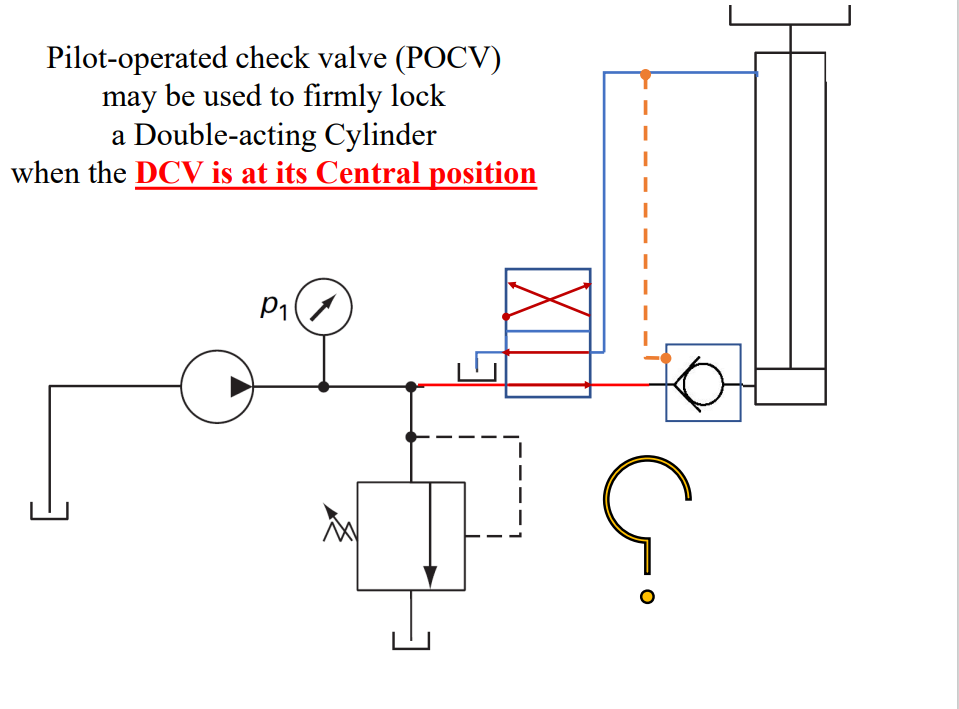 Pilot-operated check valve (POCV)
may be used to firmly lock
a Double-acting Cylinder
when the DCV is at its Central position
p₁
?